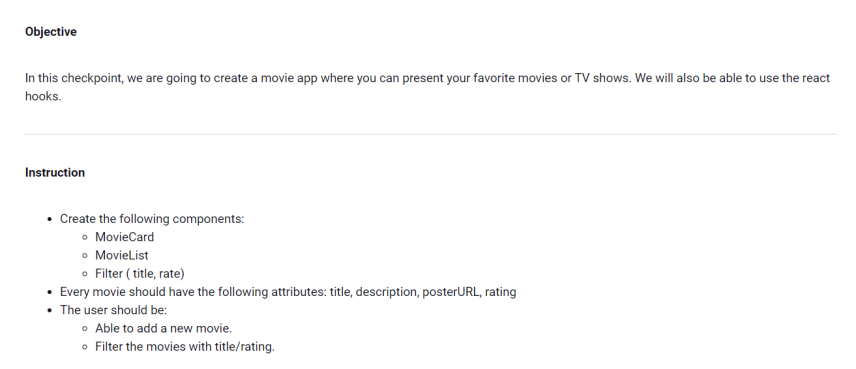 Objective
In this checkpoint, we are going to create a movie app where you can present your favorite movies or TV shows. We will also be able to use the react
hooks.
Instruction
• Create the following components:
◦ MovieCard
◦ MovieList
◦ Filter ( title, rate)
• Every movie should have the following attributes: title, description, posterURL, rating
• The user should be:
◦ Able to add a new movie.
◦ Filter the movies with title/rating.